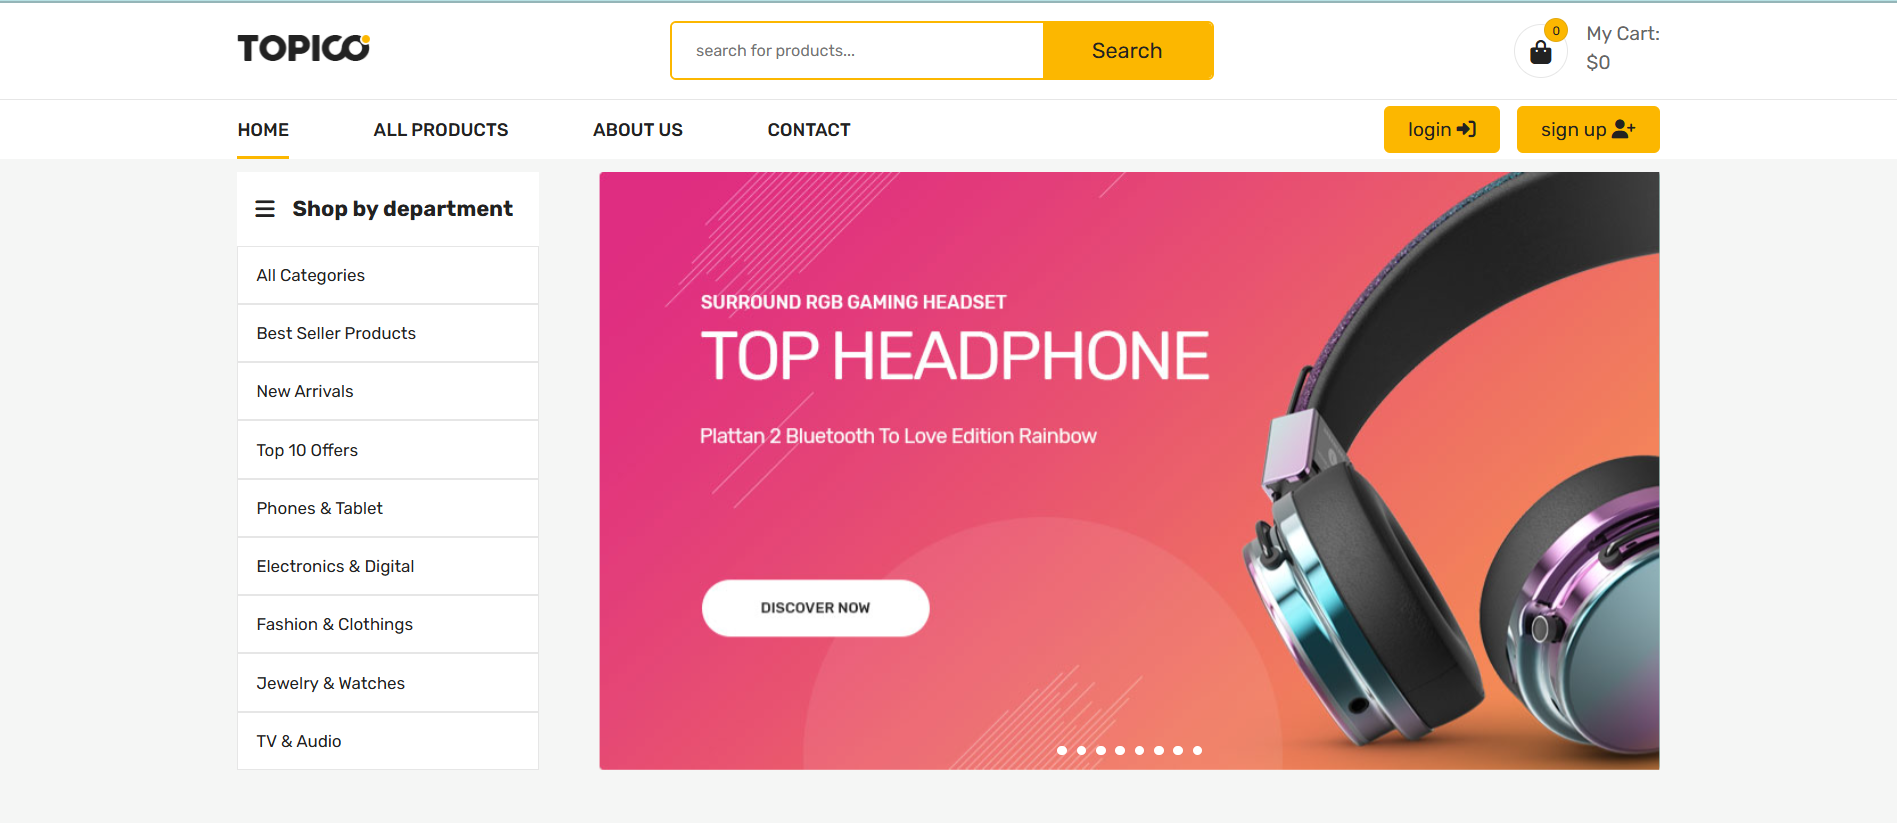 TOPICO
search for products...
Search
0
My Cart:
$0
HOME
ALL PRODUCTS
ABOUT US
CONTACT
login
sign up
Shop by department
All Categories
Best Seller Products
New Arrivals
Top 10 Offers
Phones & Tablet
Electronics & Digital
Fashion & Clothings
Jewelry & Watches
TV & Audio
SURROUND RGB GAMING HEADSET
TOP HEADPHONE
Plattan 2 Bluetooth To Love Edition Rainbow
DISCOVER NOW